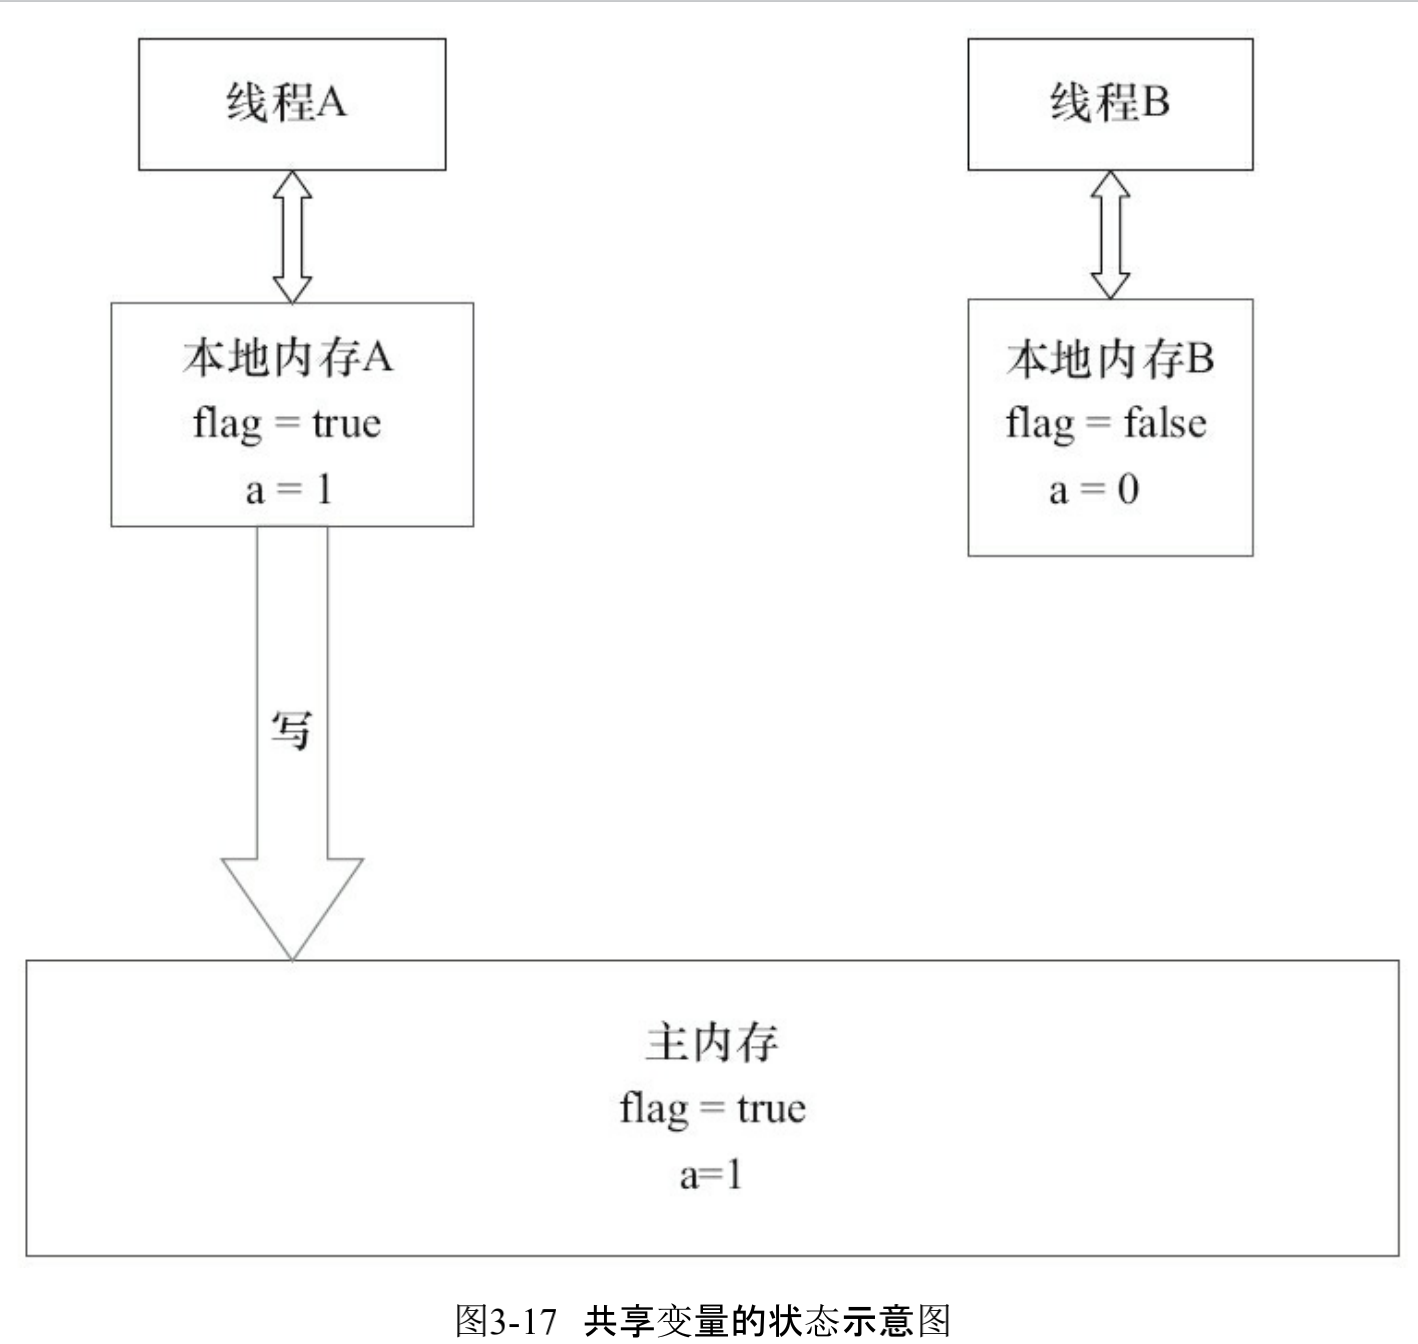 线程A
线程B
本地内存A
flag = true
a = 1
本地内存B
flag = false
a = 0
写
主内存
flag = true
a=1
图3-17 共享变量的状态示意图